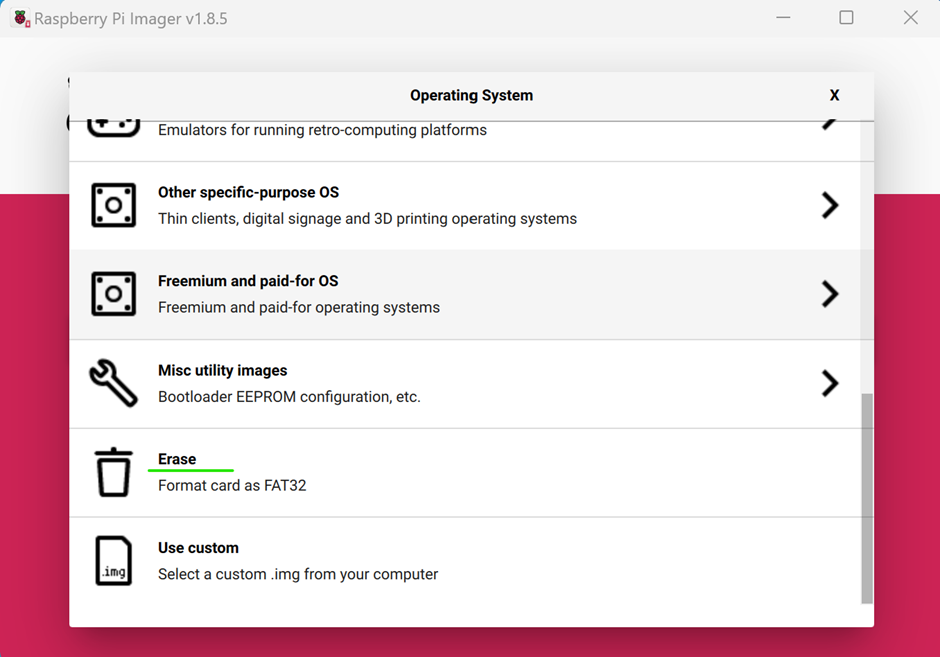 Raspberry Pi Imager v1.8.5
Operating System
X
Emulators for running retro-computing platforms
Other specific-purpose OS
Thin clients, digital signage and 3D printing operating systems
Freemium and paid-for OS
Freemium and paid-for operating systems
Misc utility images
Bootloader EEPROM configuration, etc.
Erase
Format card as FAT32
Use custom
.img
Select a custom .img from your computer